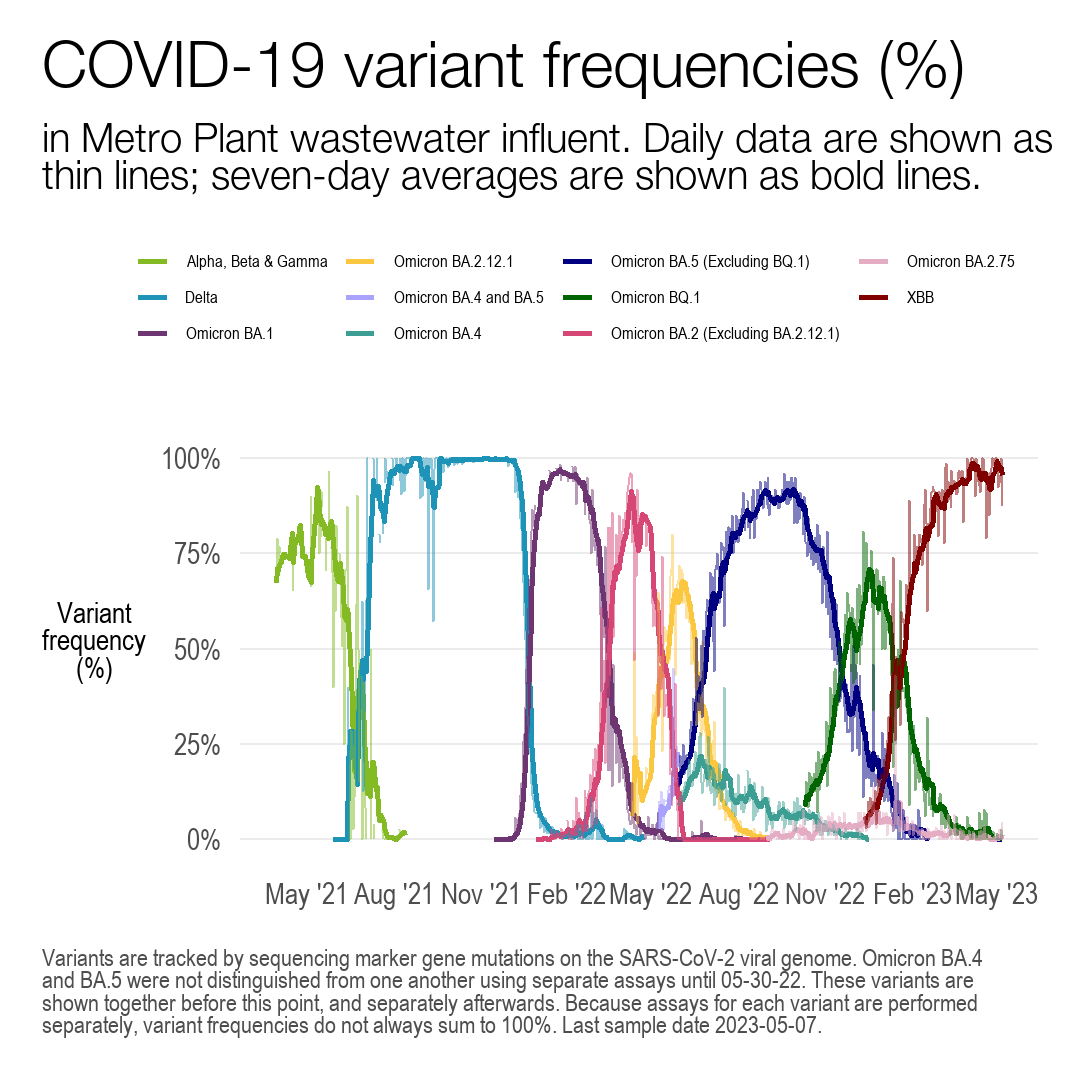 COVID-19 variant frequencies (%)
in Metro Plant wastewater influent. Daily data are shown as
thin lines; seven-day averages are shown as bold lines.
Alpha, Beta & Gamma
Omicron BA.2.12.1
Omicron BA.5 (Excluding BQ.1)
Omicron BA.2.75
Delta
Omicron BA.4 and BA.5
Omicron BQ.1
XBB
Omicron BA.1
Omicron BA.4
Omicron BA.2 (Excluding BA.2.12.1)
100%
75%
50%
25%
0%
Variant
frequency
(%)
May '21 Aug '21 Nov '21 Feb '22 May '22 Aug '22 Nov '22 Feb '23 May '23
Variants are tracked by sequencing marker gene mutations on the SARS-CoV-2 viral genome. Omicron BA.4
and BA.5 were not distinguished from one another using separate assays until 05-30-22. These variants are
shown together before this point, and separately afterwards. Because assays for each variant are performed
separately, variant frequencies do not always sum to 100%. Last sample date 2023-05-07.